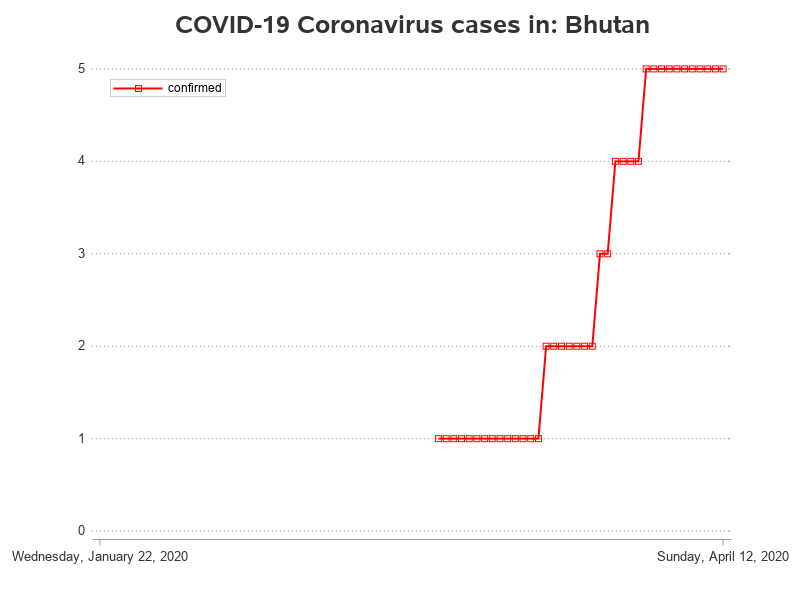 COVID-19 Coronavirus cases in: Bhutan
5
confirmed
4
3
2
1
0
Wednesday, January 22, 2020
Sunday, April 12, 2020